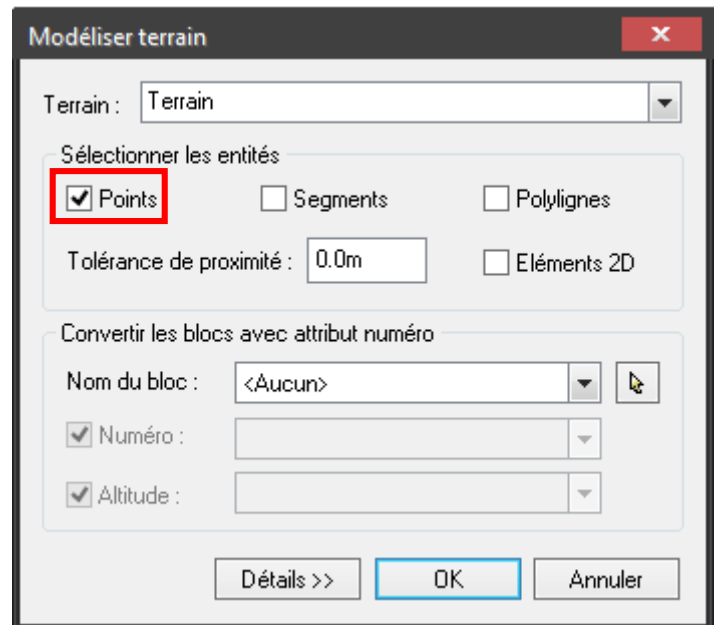 Modéliser terrain
Terrain : Terrain
Sélectionner les entités
Points Segments Polylignes
Tolérance de proximité : 0.0m Eléments 2D
Convertir les blocs avec attribut numéro
Nom du bloc : <Aucun>
Numéro :
Altitude :
Détails >> OK Annuler